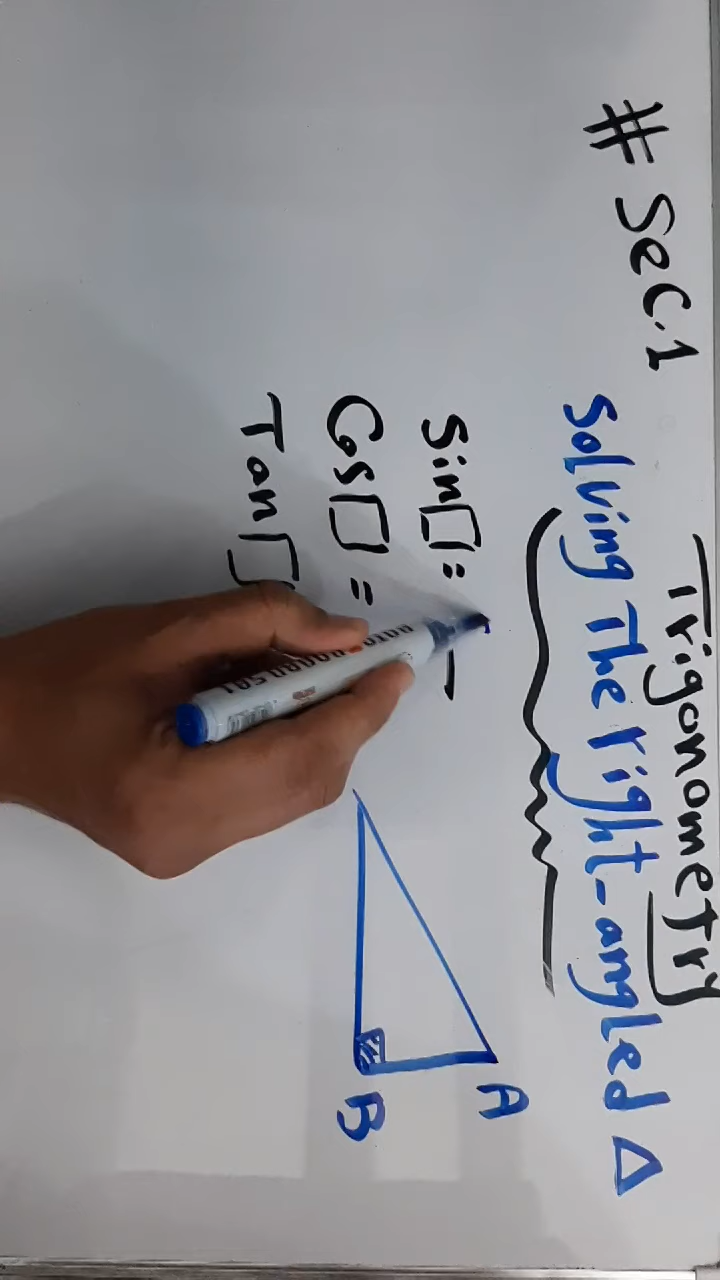 Trigonometry
# Sec.1
Solving The right-angled Δ
Sin□ =
Cos□ =
Tan□
A
B